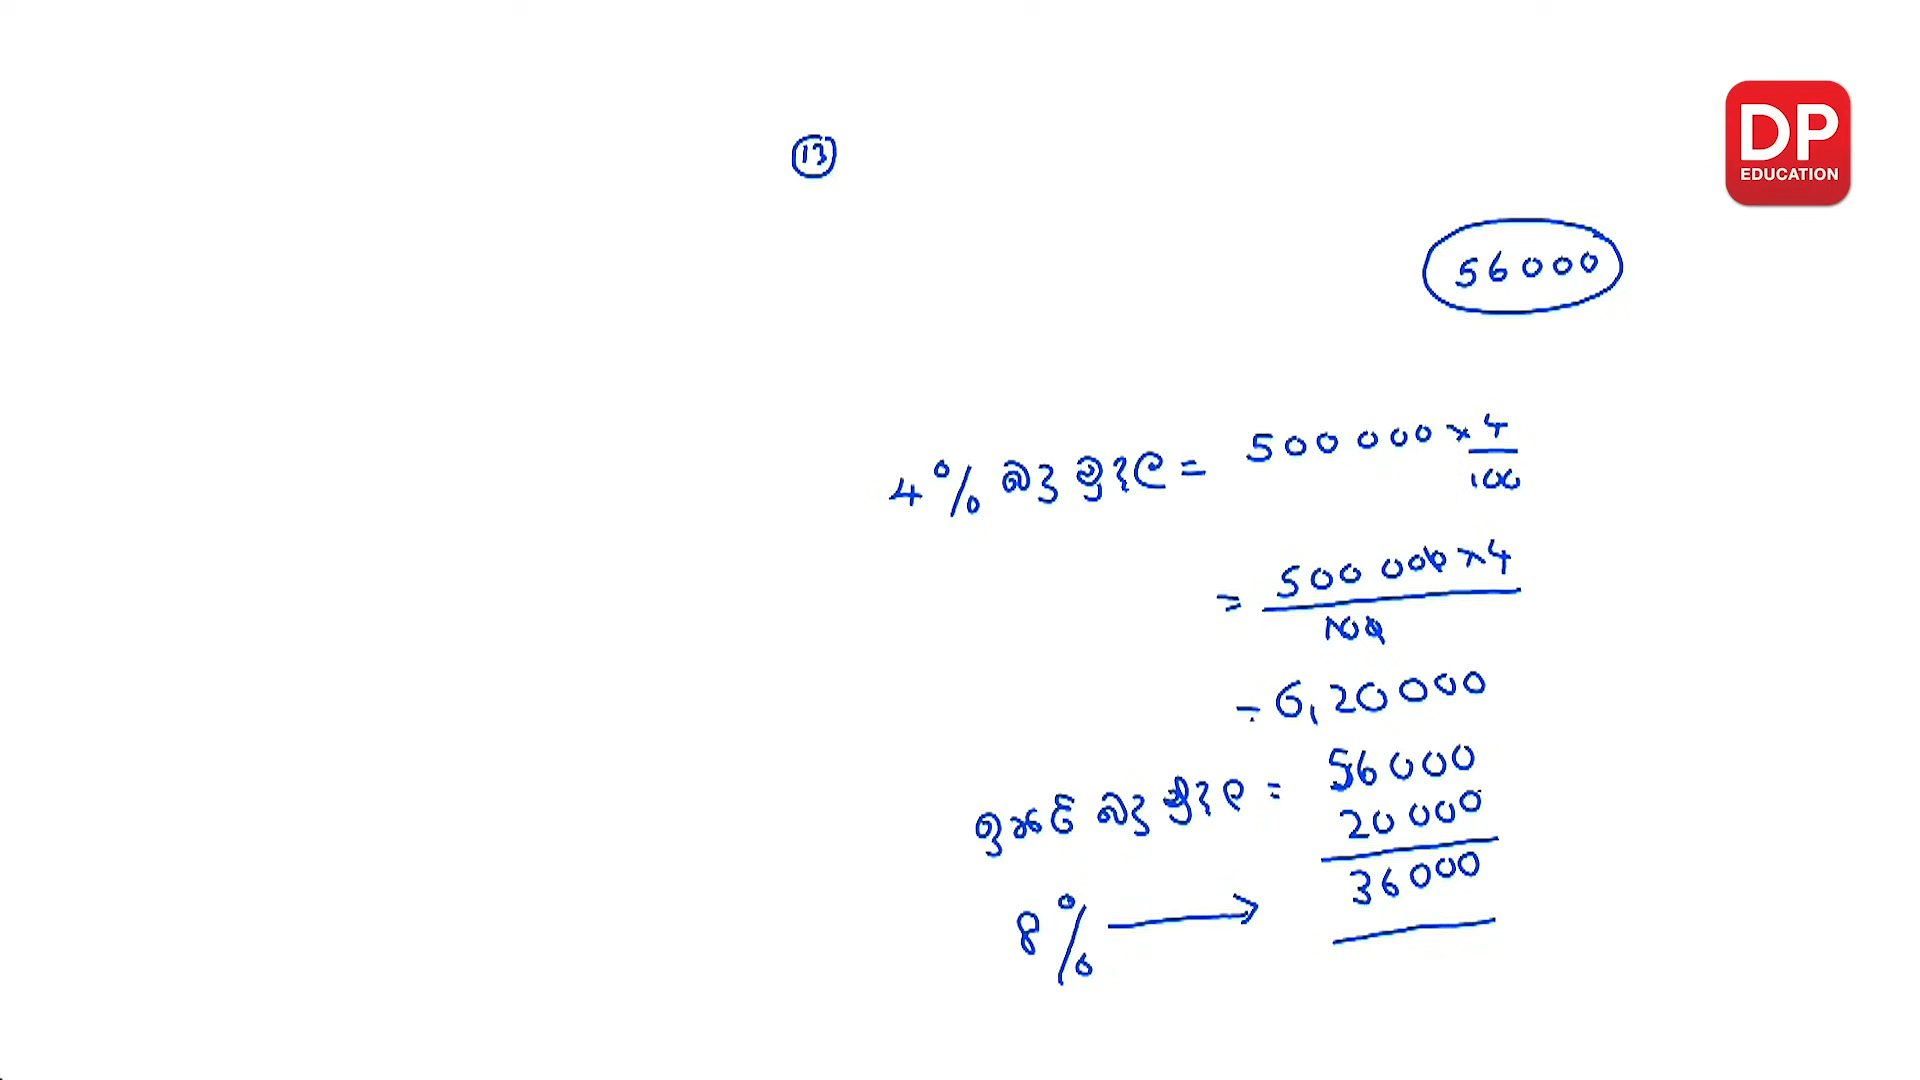 DP
EDUCATION
13
56000
4% බදු මුදල = 500 000 × 4/100
= 500 000 × 4 / 100
= රු, 20000
ඉතිරි බදු මුදල = 56000
20000
36000
8% →